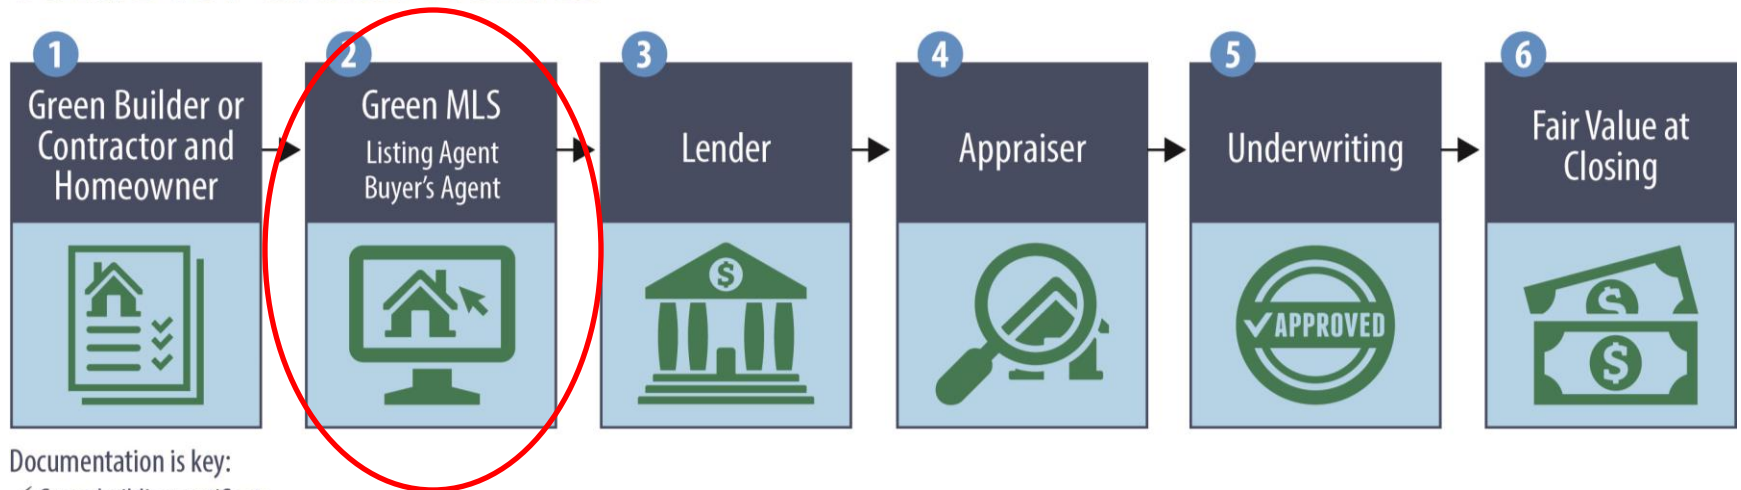 1
Green Builder or
Contractor and
Homeowner
2
Green MLS
Listing Agent
Buyer's Agent
3
Lender
4
Appraiser
5
Underwriting
APPROVED
6
Fair Value at
Closing
$
$
$
Documentation is key: